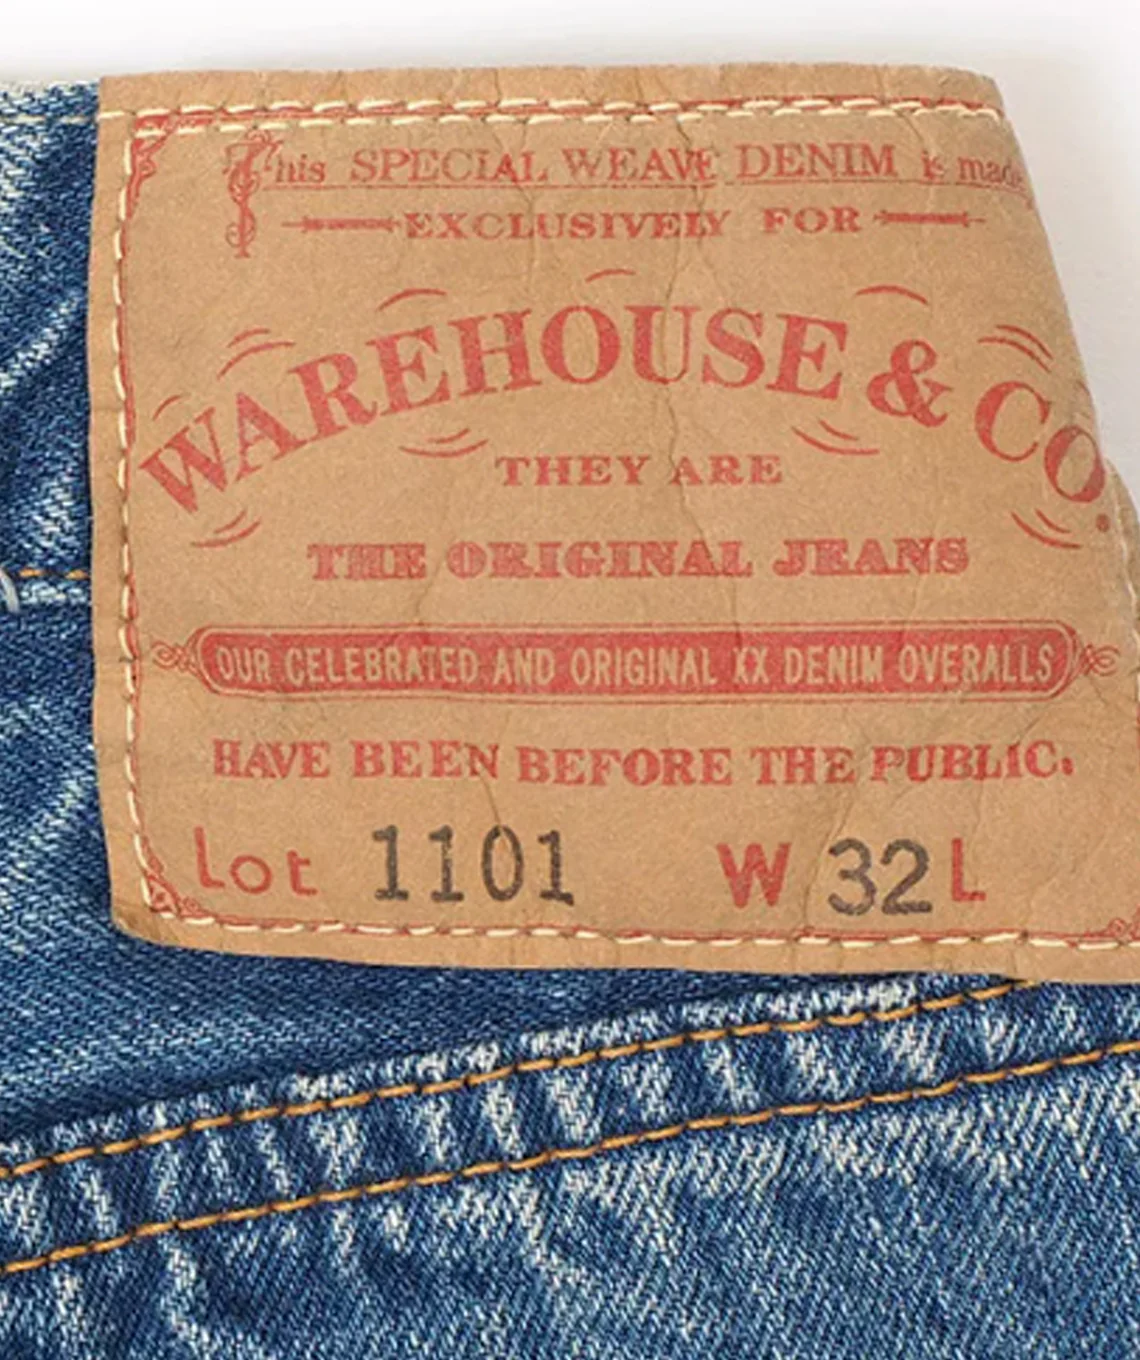 This SPECIAL WEAVE DENIM is made
EXCLUSIVELY FOR
WAREHOUSE & CO.
THEY ARE
THE ORIGINAL JEANS
OUR CELEBRATED AND ORIGINAL XX DENIM OVERALLS
HAVE BEEN BEFORE THE PUBLIC.
Lot 1101 W 32 L